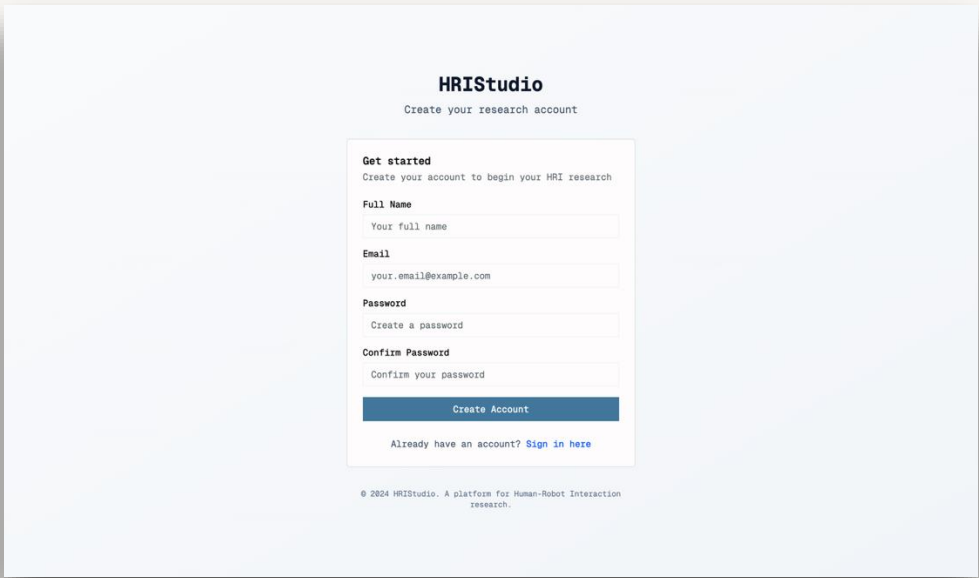 HRIStudio
Create your research account
Get started
Create your account to begin your HRI research
Full Name
Your full name
Email
your.email@example.com
Password
Create a password
Confirm Password
Confirm your password
Create Account
Already have an account? Sign in here
© 2024 HRIStudio. A platform for Human-Robot Interaction
research.